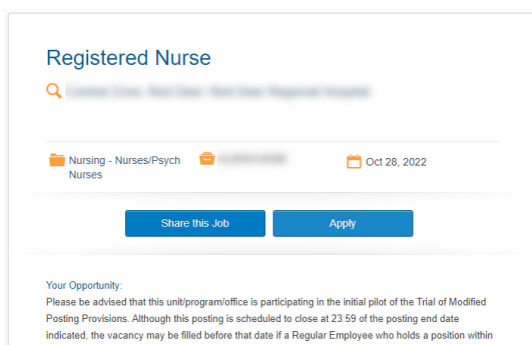 Registered Nurse
Nursing - Nurses/Psych
Nurses
Oct 28, 2022
Share this Job
Apply
Your Opportunity:
Please be advised that this unit/program/office is participating in the initial pilot of the Trial of Modified
Posting Provisions. Although this posting is scheduled to close at 23:59 of the posting end date
indicated, the vacancy may be filled before that date if a Regular Employee who holds a position within